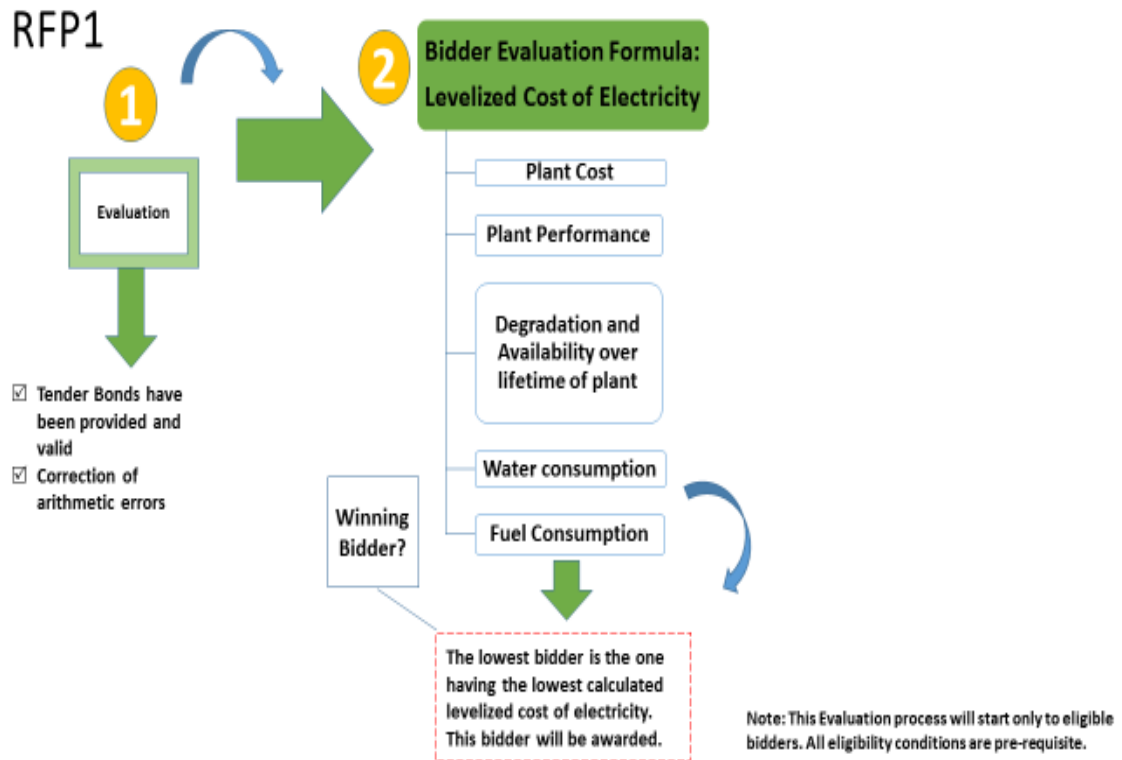 RFP1
1
Evaluation
☑ Tender Bonds have
been provided and
valid
☑ Correction of
arithmetic errors
2
Bidder Evaluation Formula:
Levelized Cost of Electricity
Plant Cost
Plant Performance
Degradation and
Availability over
lifetime of plant
Water consumption
Fuel Consumption
Winning
Bidder?
The lowest bidder is the one
having the lowest calculated
levelized cost of electricity.
This bidder will be awarded.
Note: This Evaluation process will start only to eligible
bidders. All eligibility conditions are pre-requisite.